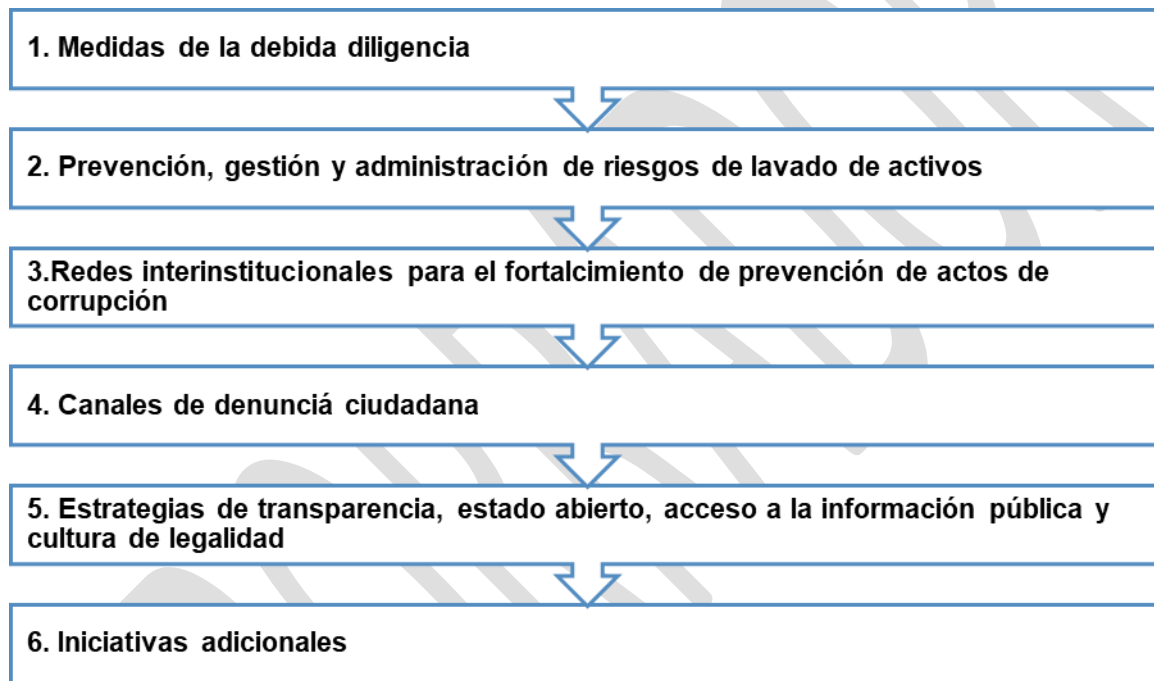 1. Medidas de la debida diligencia
2. Prevención, gestión y administración de riesgos de lavado de activos
3.Redes interinstitucionales para el fortalcimiento de prevención de actos de
corrupción
4. Canales de denunciá ciudadana
5. Estrategias de transparencia, estado abierto, acceso a la información pública y
cultura de legalidad
6. Iniciativas adicionales